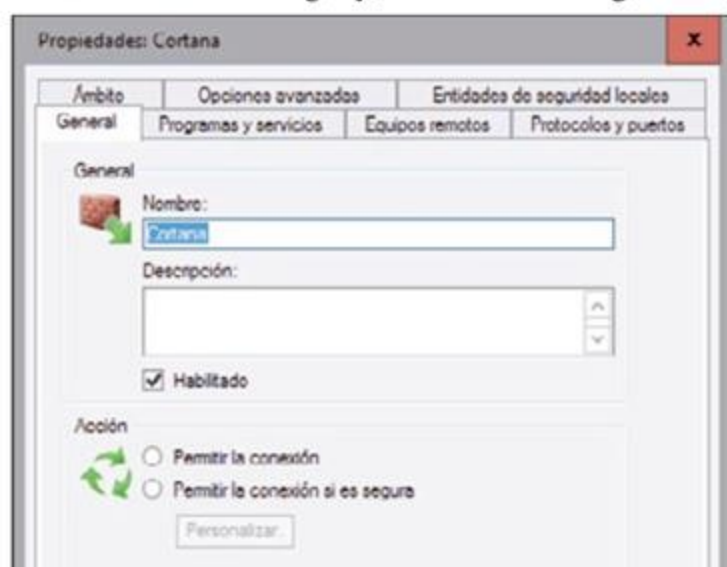 Propiedades: Cortana
x
Ámbito Opciones avanzadas Entidades de seguridad locales
General Programas y servicios Equipos remotos Protocolos y puertos
General
Nombre:
Cortana
Descripción:
Habilitado
Acción
Permitir la conexión
Permitir la conexión si es segura
Personalizar.